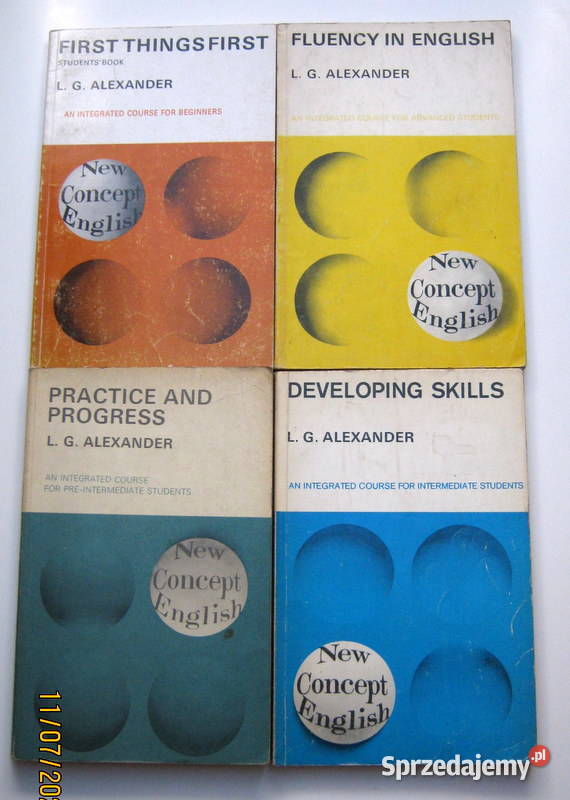 FIRST THINGS FIRST
STUDENTS' BOOK
L. G. ALEXANDER
AN INTEGRATED COURSE FOR BEGINNERS
New
Concept
English
FLUENCY IN ENGLISH
L. G. ALEXANDER
AN INTEGRATED COURSE FOR ADVANCED STUDENTS
New
Concept
English
PRACTICE AND
PROGRESS
L. G. ALEXANDER
AN INTEGRATED COURSE
FOR PRE-INTERMEDIATE STUDENTS
New
Concept
English
DEVELOPING SKILLS
L. G. ALEXANDER
AN INTEGRATED COURSE FOR INTERMEDIATE STUDENTS
New
Concept
English
11/07/20
Sprzedajemy.pl